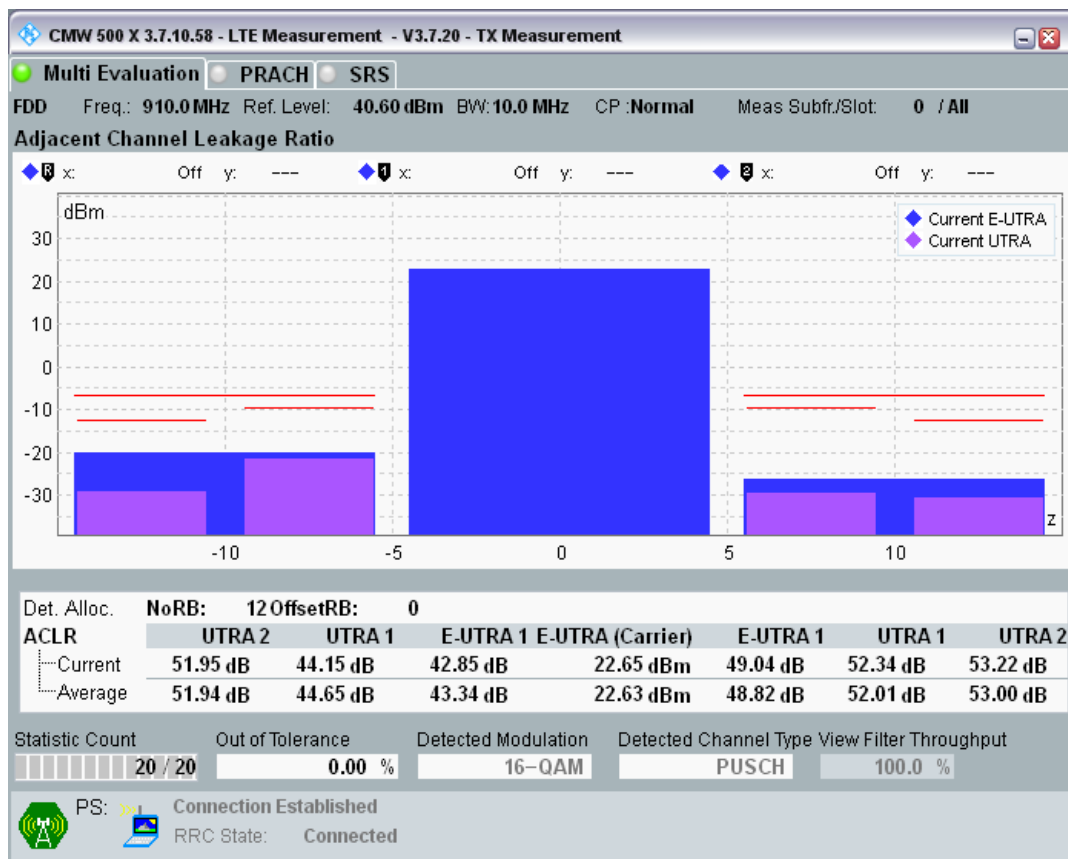 CMW 500 X 3.7.10.58 - LTE Measurement - V3.7.20 - TX Measurement
Multi Evaluation PRACH SRS
FDD Freq.: 910.0 MHz Ref. Level: 40.60 dBm BW: 10.0 MHz CP :Normal Meas Subfr./Slot: 0 / All
Adjacent Channel Leakage Ratio
R x: Off y: --- 1 x: Off y: --- 2 x: Off y: ---
dBm
Current E-UTRA
Current UTRA
30
20
10
0
-10
-20
-30
z
-10 -5 0 5 10
Det. Alloc. NoRB: 12 OffsetRB: 0
ACLR UTRA 2 UTRA 1 E-UTRA 1 E-UTRA (Carrier) E-UTRA 1 UTRA 1 UTRA 2
Current 51.95 dB 44.15 dB 42.85 dB 22.65 dBm 49.04 dB 52.34 dB 53.22 dB
Average 51.94 dB 44.65 dB 43.34 dB 22.63 dBm 48.82 dB 52.01 dB 53.00 dB
Statistic Count Out of Tolerance Detected Modulation Detected Channel Type View Filter Throughput
20 / 20 0.00 % 16-QAM PUSCH 100.0 %
PS: Connection Established
RRC State: Connected